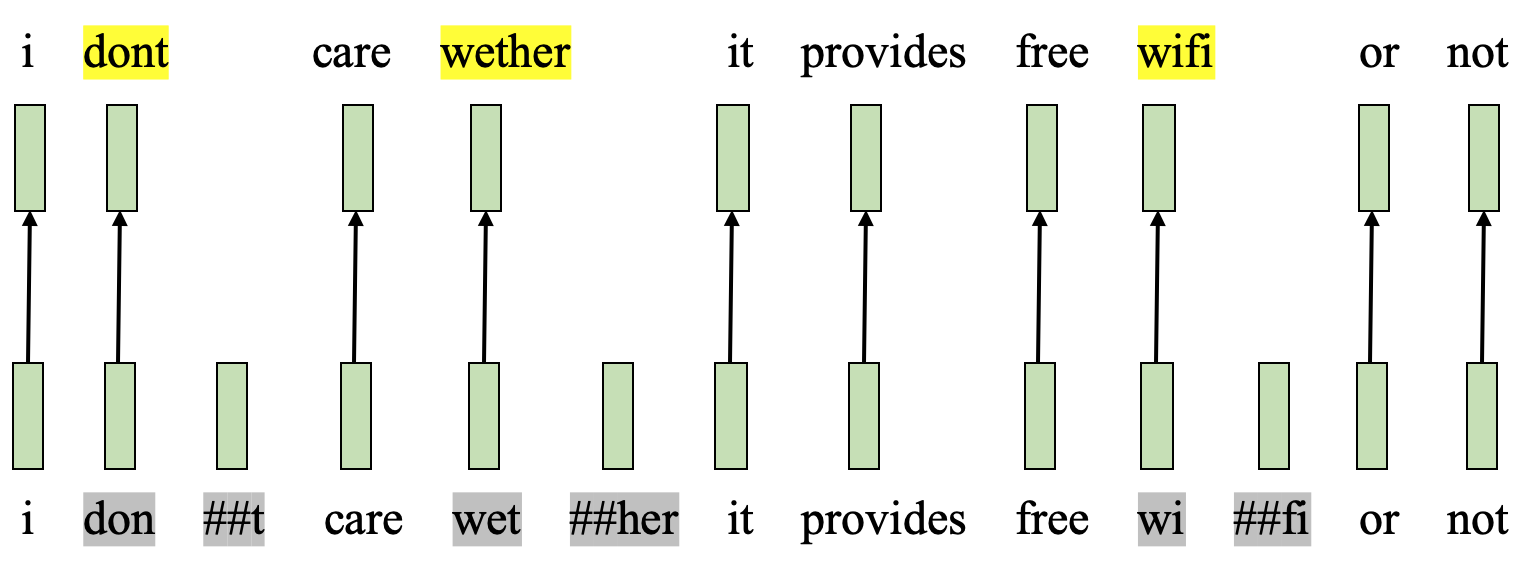 i dont care wether it provides free wifi or not
i don ##t care wet ##her it provides free wi ##fi or not